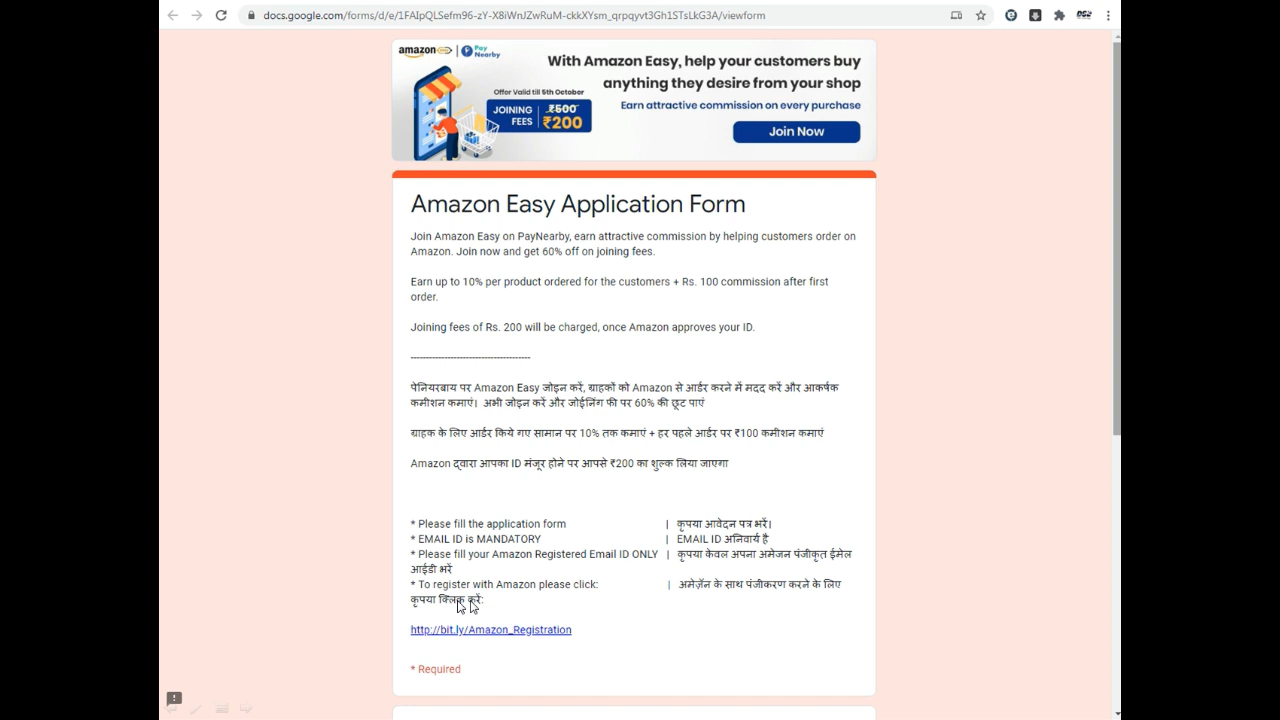 docs.google.com/forms/d/e/1FAIpQLSefm96-zY-X8iWnJZwRuM-ckkXYsm_qrpqyvt3Gh1STsLkG3A/viewform
amazon easy | Pay Nearby
With Amazon Easy, help your customers buy
anything they desire from your shop
Offer Valid till 5th October
JOINING FEES | ₹500 ₹200
Earn attractive commission on every purchase
Join Now
Amazon Easy Application Form
Join Amazon Easy on PayNearby, earn attractive commission by helping customers order on
Amazon. Join now and get 60% off on joining fees.
Earn up to 10% per product ordered for the customers + Rs. 100 commission after first
order.
Joining fees of Rs. 200 will be charged, once Amazon approves your ID.
----------------------------------------
पेनियरबाय पर Amazon Easy जोइन करें, ग्राहकों को Amazon से आर्डर करने में मदद करें और आकर्षक
कमीशन कमाएं। अभी जोइन करें और जोईनिंग फी पर 60% की छूट पाएं
ग्राहक के लिए आर्डर किये गए सामान पर 10% तक कमाएं + हर पहले आर्डर पर ₹100 कमीशन कमाएं
Amazon द्वारा आपका ID मंजूर होने पर आपसे ₹200 का शुल्क लिया जाएगा
* Please fill the application form | कृपया आवेदन पत्र भरें।
* EMAIL ID is MANDATORY | EMAIL ID अनिवार्य है
* Please fill your Amazon Registered Email ID ONLY | कृपया केवल अपना अमेजन पंजीकृत ईमेल
आईडी भरें
* To register with Amazon please click: | अमेज़ॅन के साथ पंजीकरण करने के लिए
कृपया क्लिक करें:
http://bit.ly/Amazon_Registration
* Required